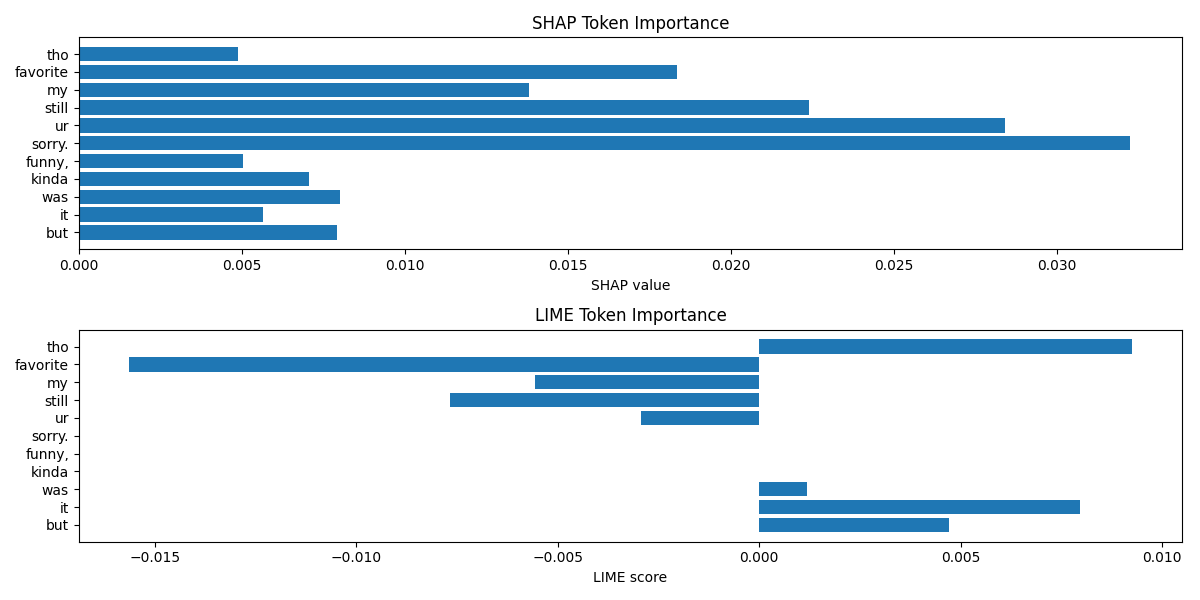 SHAP Token Importance
tho
favorite
my
still
ur
sorry.
funny,
kinda
was
it
but
0.000 0.005 0.010 0.015 0.020 0.025 0.030
SHAP value
LIME Token Importance
tho
favorite
my
still
ur
sorry.
funny,
kinda
was
it
but
−0.015 −0.010 −0.005 0.000 0.005 0.010
LIME score